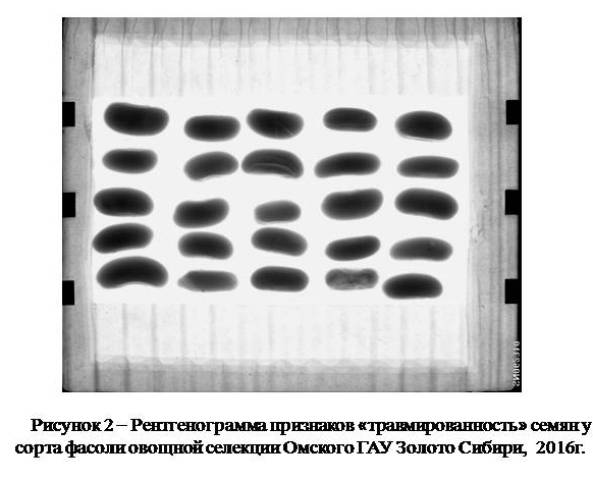 Рисунок 2 – Рентгенограмма признаков «травмированность» семян у
сорта фасоли овощной селекции Омского ГАУ Золото Сибири, 2016г.